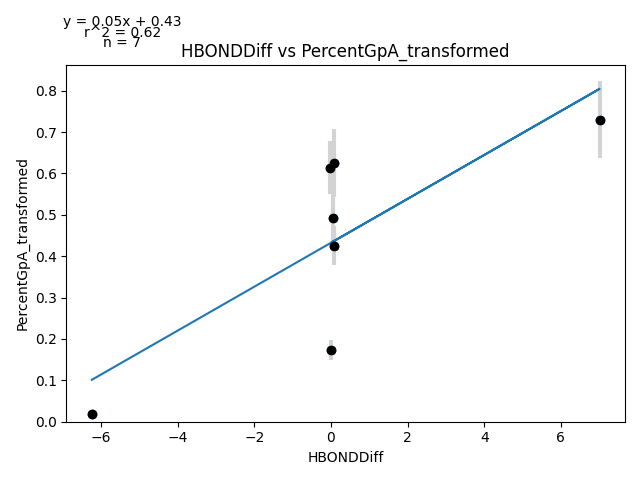 y = 0.05x + 0.43
r^2 = 0.62
n = 7
HBONDDiff vs PercentGpA_transformed
PercentGpA_transformed
0.8
0.7
0.6
0.5
0.4
0.3
0.2
0.1
0.0
−6
−4
−2
0
2
4
6
HBONDDiff